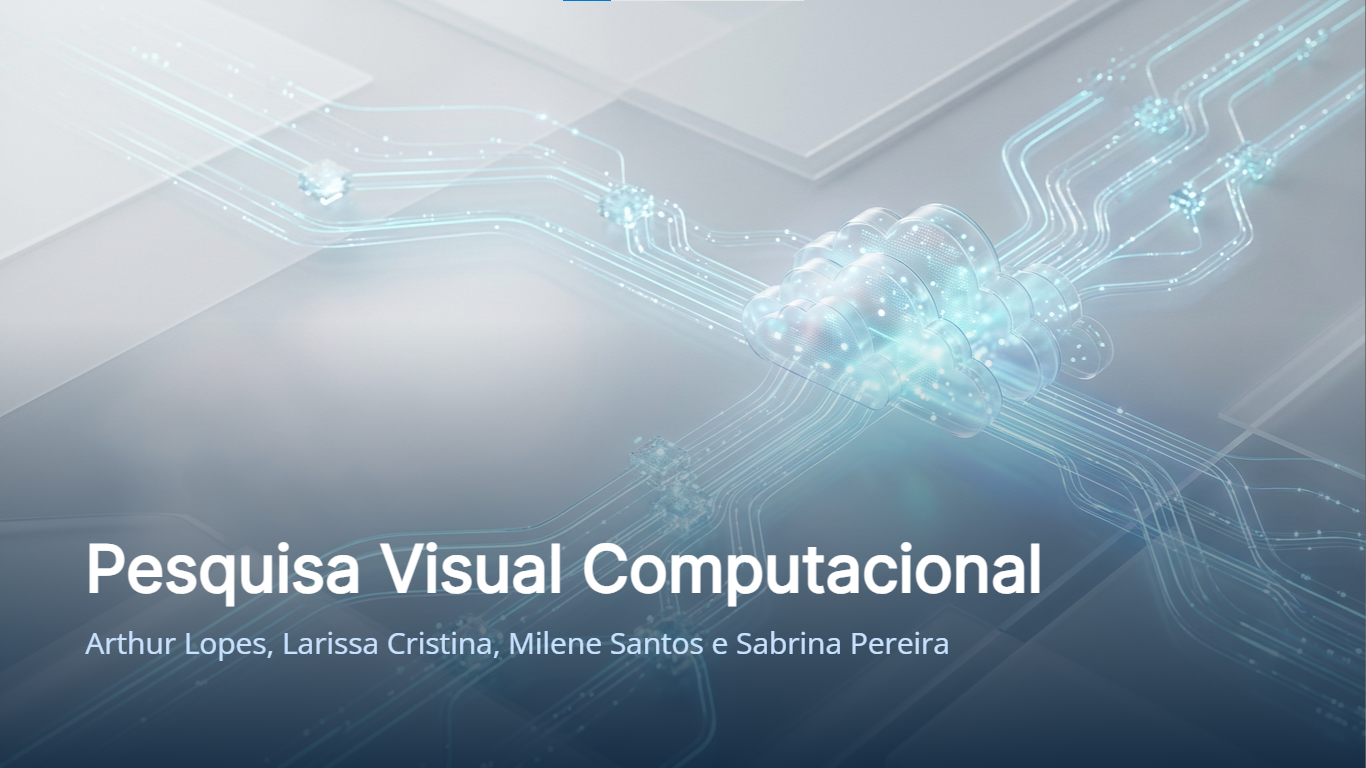 Pesquisa Visual Computacional
Arthur Lopes, Larissa Cristina, Milene Santos e Sabrina Pereira